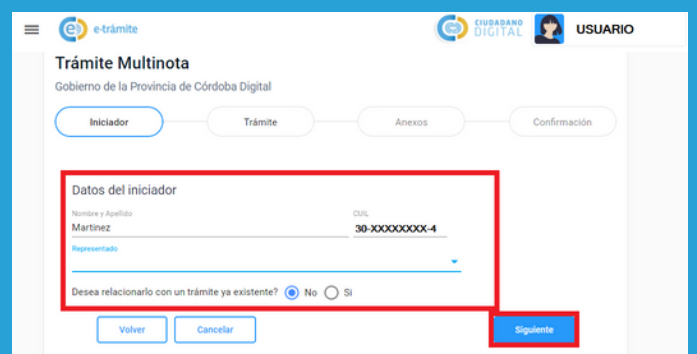 e-trámite
CIUDADANO
DIGITAL
USUARIO
Trámite Multinota
Gobierno de la Provincia de Córdoba Digital
Iniciador
Trámite
Anexos
Confirmación
Datos del iniciador
Nombre y Apellido
CUIL
Martinez
30-XXXXXXXX-4
Representado
Desea relacionarlo con un trámite ya existente? No Si
Volver
Cancelar
Siguiente